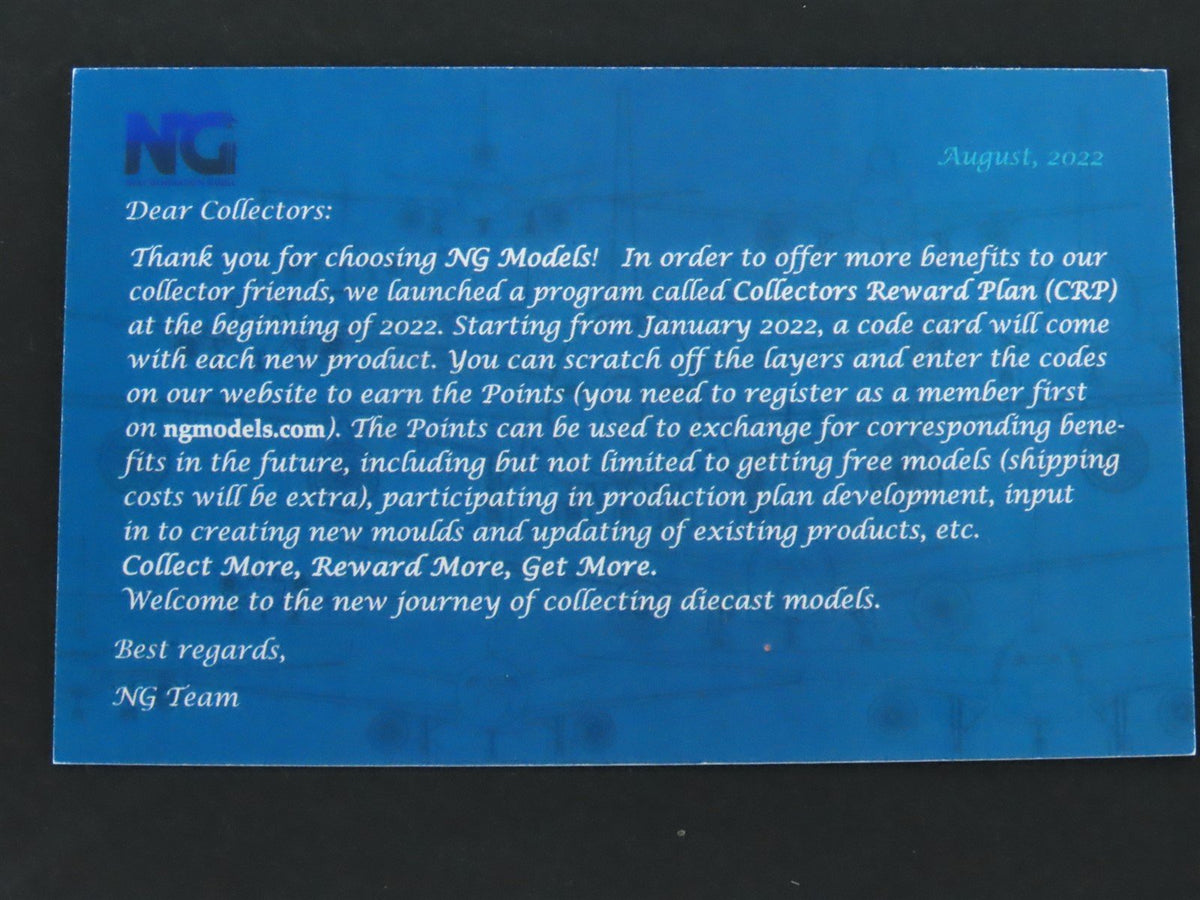 NG
August, 2022
Dear Collectors:
Thank you for choosing NG Models! In order to offer more benefits to our
collector friends, we launched a program called Collectors Reward Plan (CRP)
at the beginning of 2022. Starting from January 2022, a code card will come
with each new product. You can scratch off the layers and enter the codes
on our website to earn the Points (you need to register as a member first
on ngmodels.com). The Points can be used to exchange for corresponding bene-
fits in the future, including but not limited to getting free models (shipping
costs will be extra), participating in production plan development, input
in to creating new moulds and updating of existing products, etc.
Collect More, Reward More, Get More.
Welcome to the new journey of collecting diecast models.
Best regards,
NG Team